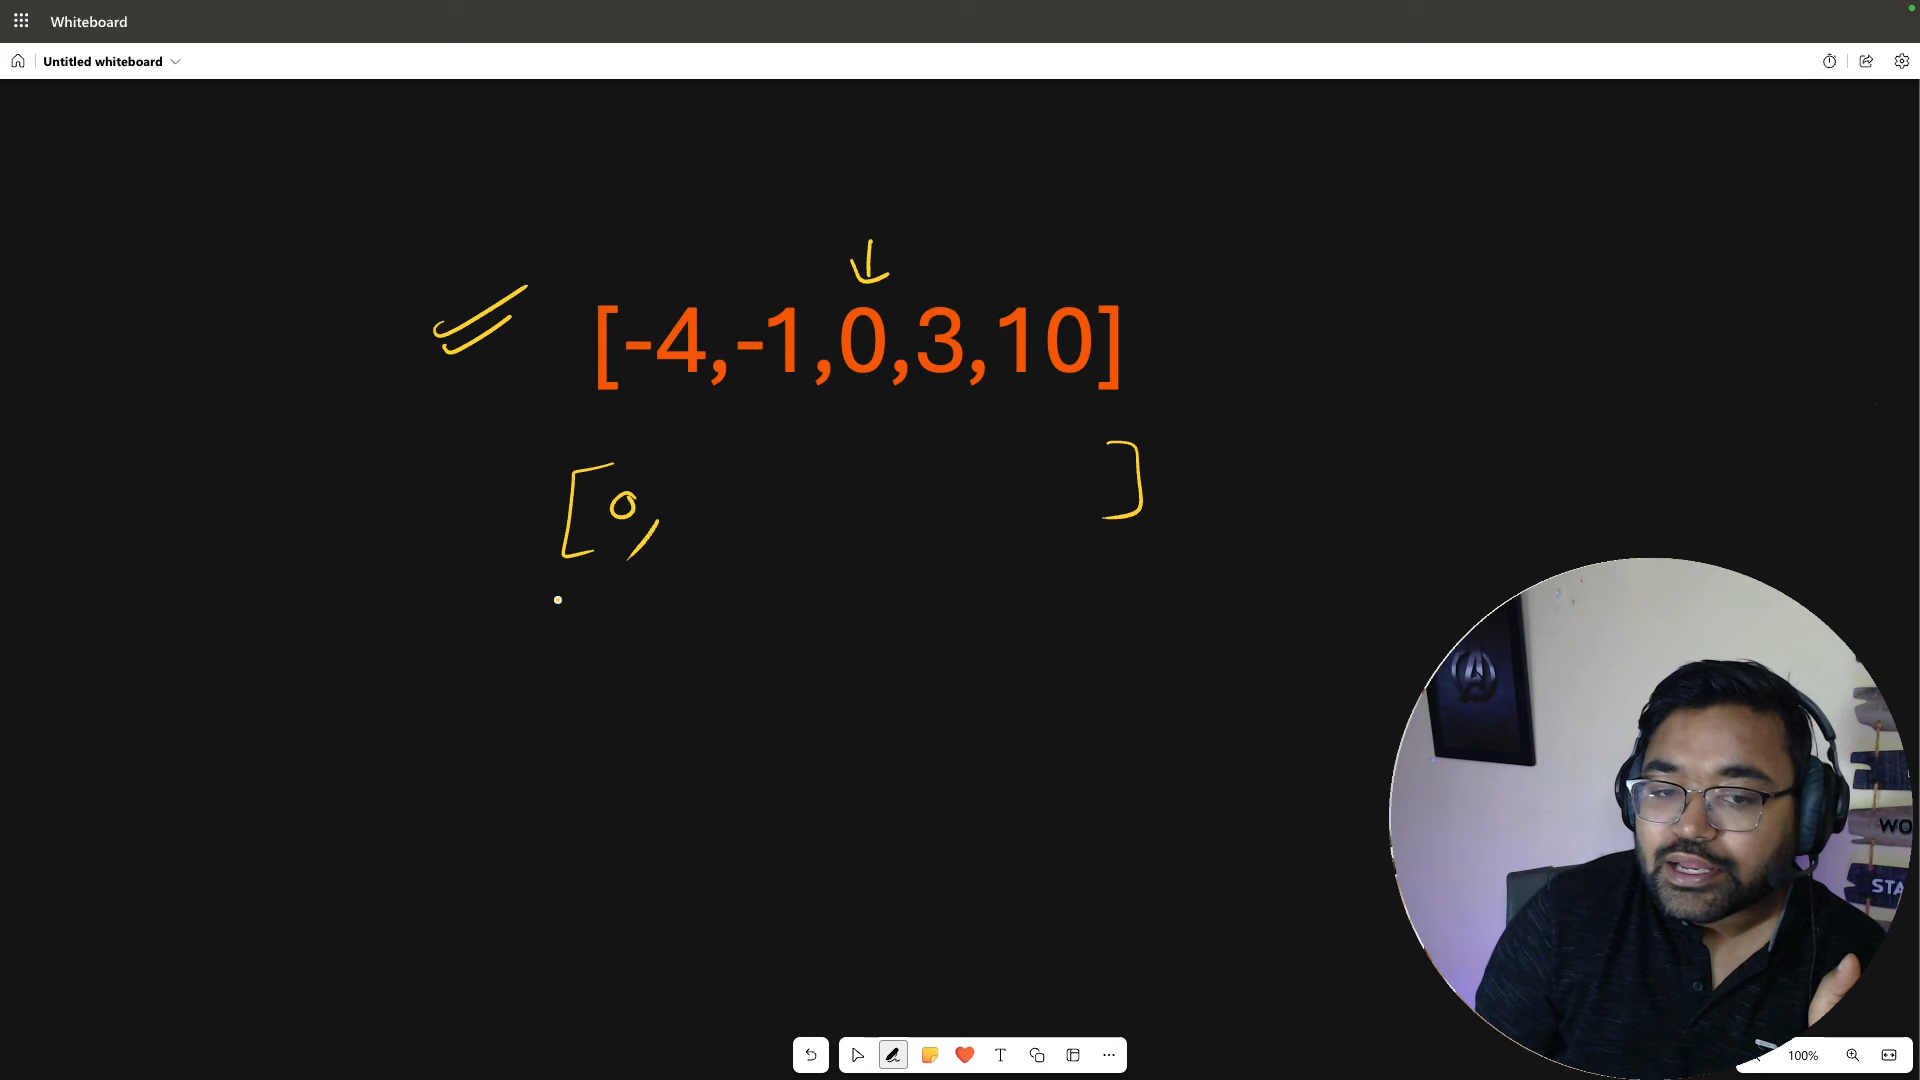 Whiteboard
Untitled whiteboard
[-4,-1,0,3,10]
[0, ]
WO
STA
T
100%